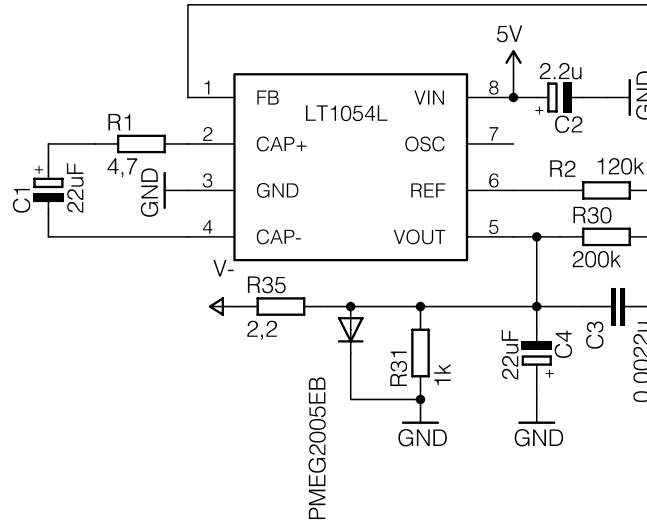 5V
2.2u
C2
GND
LT1054L
1 FB VIN 8
R1
4,7
2 CAP+ OSC 7
C1
22uF
GND
3 GND REF 6
R2 120k
4 CAP- VOUT 5
R30
200k
V-
R35
2,2
PMEG2005EB
R31
1k
GND
22uF
C4
GND
C3
0.0022u